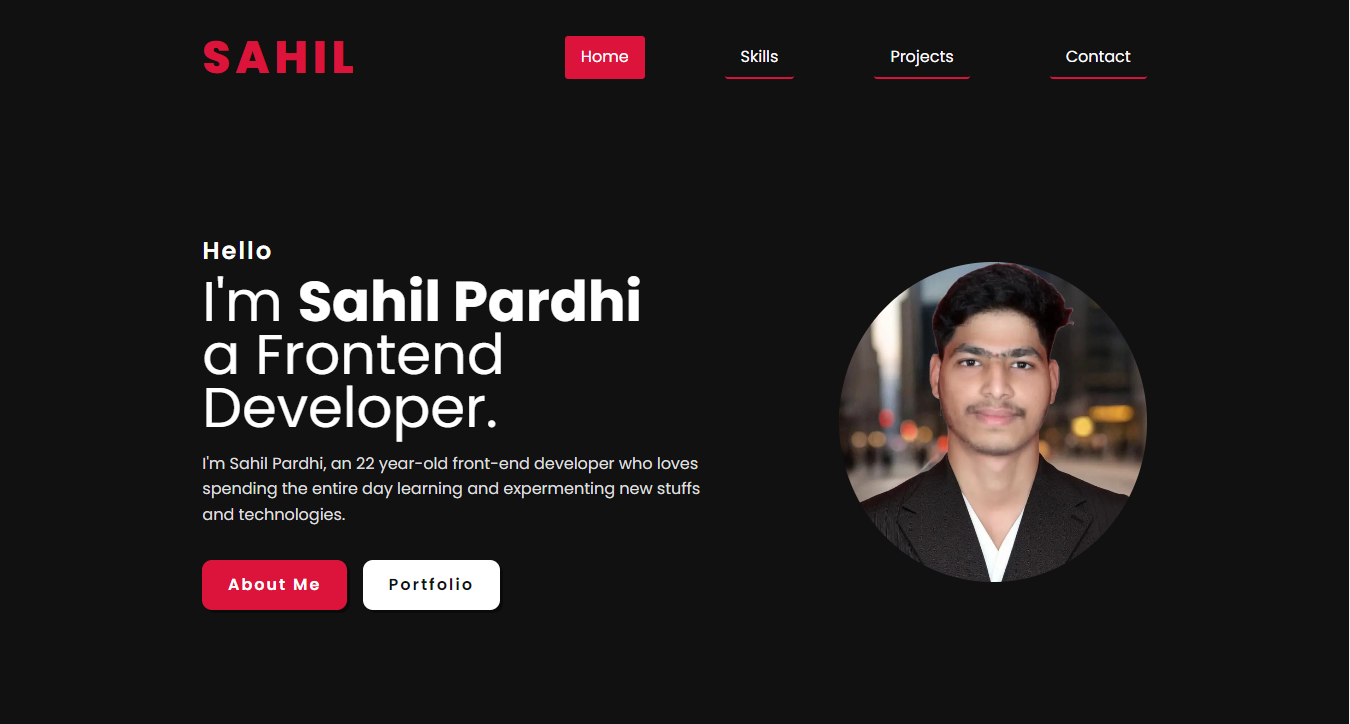 SAHIL
Home Skills Projects Contact
Hello
I'm Sahil Pardhi
a Frontend
Developer.
I'm Sahil Pardhi, an 22 year-old front-end developer who loves
spending the entire day learning and expermenting new stuffs
and technologies.
About Me Portfolio